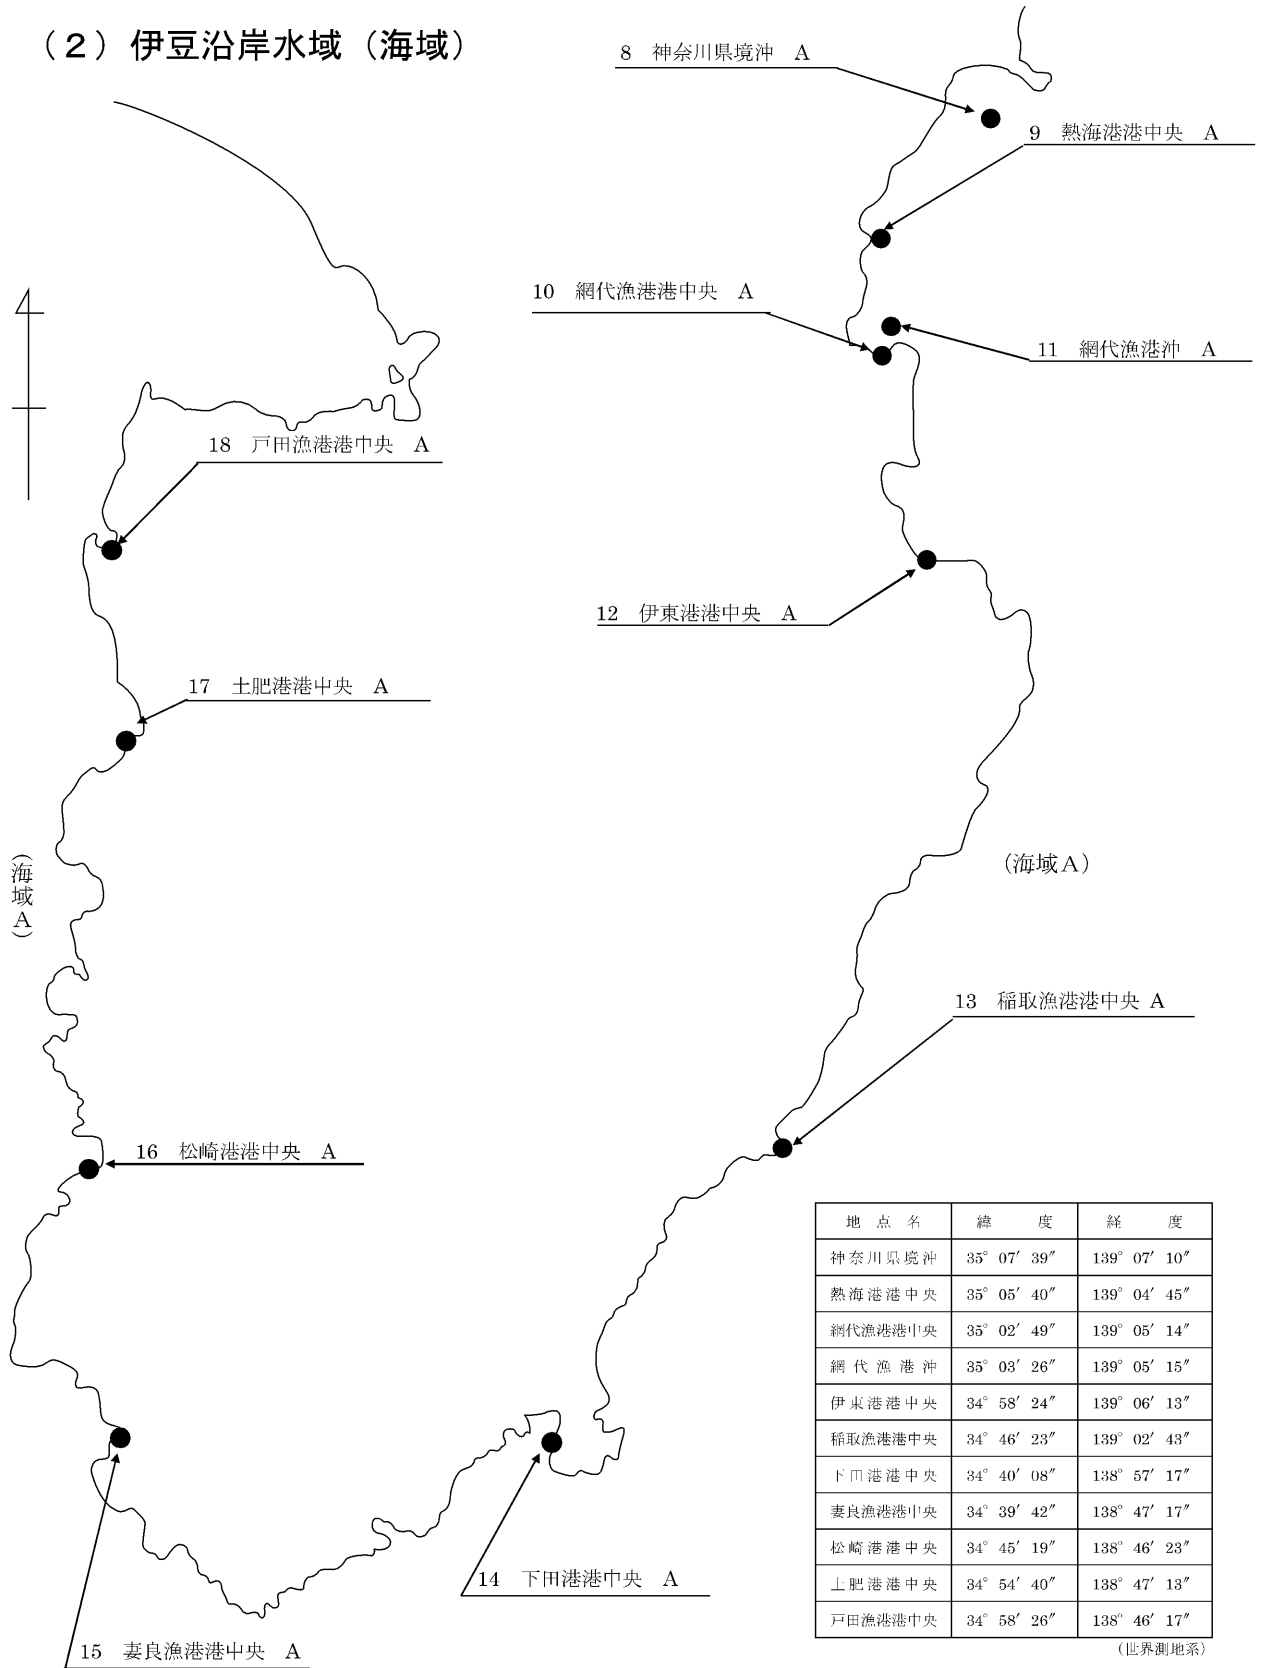 （２）伊豆沿岸水域（海域）
8 神奈川県境沖 A
9 熱海港港中央 A
10 網代漁港港中央 A
11 網代漁港沖 A
18 戸田漁港港中央 A
12 伊東港港中央 A
17 土肥港港中央 A
（海域A）
（海域A）
13 稲取漁港港中央 A
16 松崎港港中央 A
14 下田港港中央 A
15 妻良漁港港中央 A
地点名 緯度 経度
神奈川県境沖 35° 07′ 39″ 139° 07′ 10″
熱海港港中央 35° 05′ 40″ 139° 04′ 45″
網代漁港港中央 35° 02′ 49″ 139° 05′ 14″
網代漁港沖 35° 03′ 26″ 139° 05′ 15″
伊東港港中央 34° 58′ 24″ 139° 06′ 13″
稲取漁港港中央 34° 46′ 23″ 139° 02′ 43″
下田港港中央 34° 40′ 08″ 138° 57′ 17″
妻良漁港港中央 34° 39′ 42″ 138° 47′ 17″
松崎港港中央 34° 45′ 19″ 138° 46′ 23″
土肥港港中央 34° 54′ 40″ 138° 47′ 13″
戸田漁港港中央 34° 58′ 26″ 138° 46′ 17″
（世界測地系）